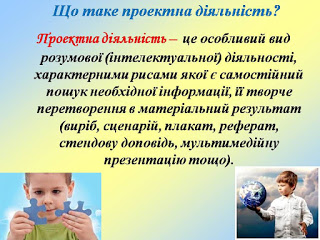 Що таке проектна діяльність?
Проектна діяльність – це особливий вид
розумової (інтелектуальної) діяльності,
характерними рисами якої є самостійний
пошук необхідної інформації, її творче
перетворення в матеріальний результат
(виріб, сценарій, плакат, реферат,
стендову доповідь, мультимедійну
презентацію тощо).